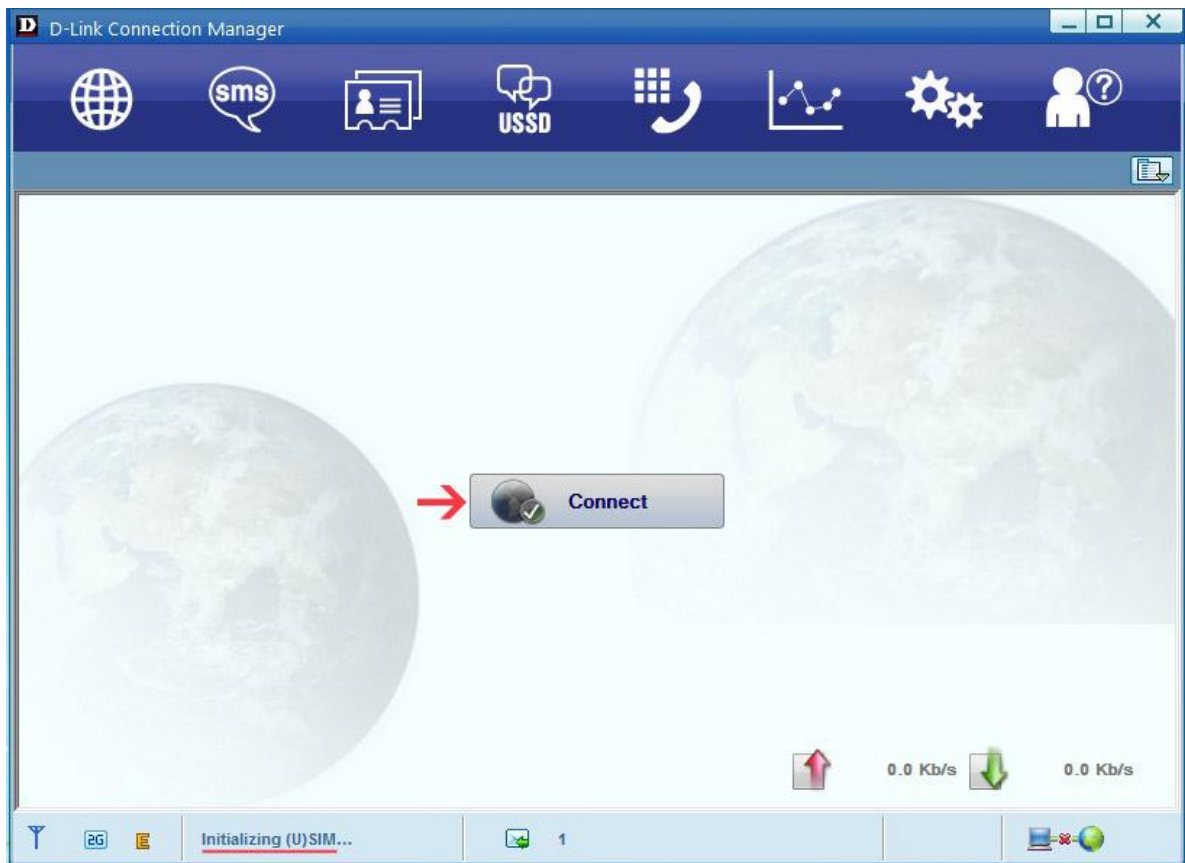 D D-Link Connection Manager
sms
USSD
?
Connect
0.0 Kb/s 0.0 Kb/s
2G E Initializing (U)SIM... 1